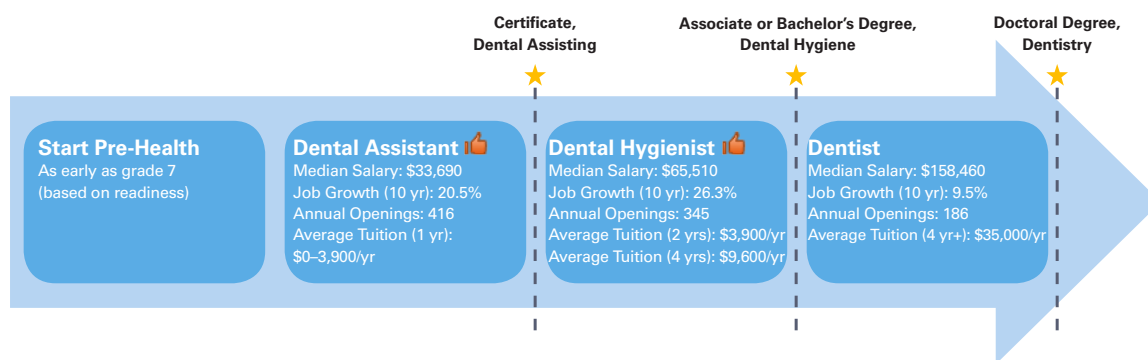 Certificate,
Dental Assisting
Associate or Bachelor's Degree,
Dental Hygiene
Doctoral Degree,
Dentistry
Start Pre-Health
As early as grade 7
(based on readiness)
Dental Assistant
Median Salary: $33,690
Job Growth (10 yr): 20.5%
Annual Openings: 416
Average Tuition (1 yr):
$0–3,900/yr
Dental Hygienist
Median Salary: $65,510
Job Growth (10 yr): 26.3%
Annual Openings: 345
Average Tuition (2 yrs): $3,900/yr
Average Tuition (4 yrs): $9,600/yr
Dentist
Median Salary: $158,460
Job Growth (10 yr): 9.5%
Annual Openings: 186
Average Tuition (4 yr+): $35,000/yr